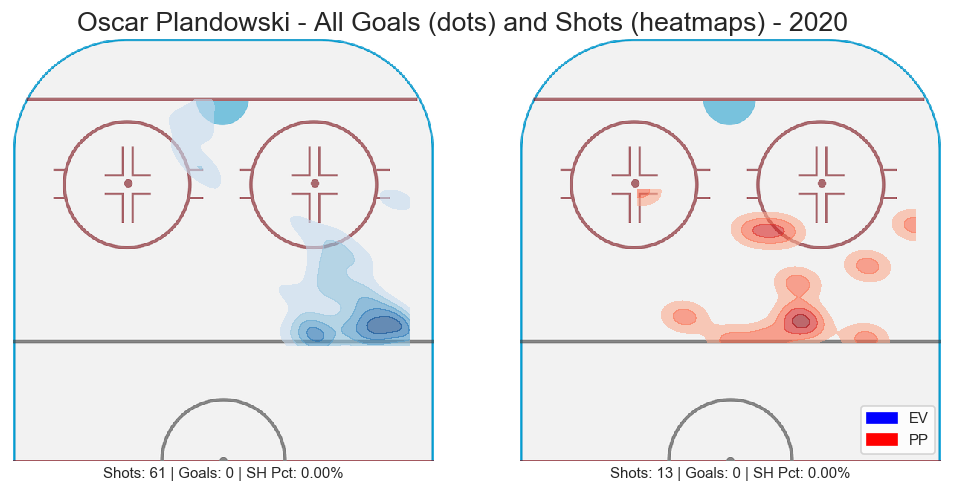 Oscar Plandowski - All Goals (dots) and Shots (heatmaps) - 2020
EV
PP
Shots: 61 | Goals: 0 | SH Pct: 0.00%
Shots: 13 | Goals: 0 | SH Pct: 0.00%